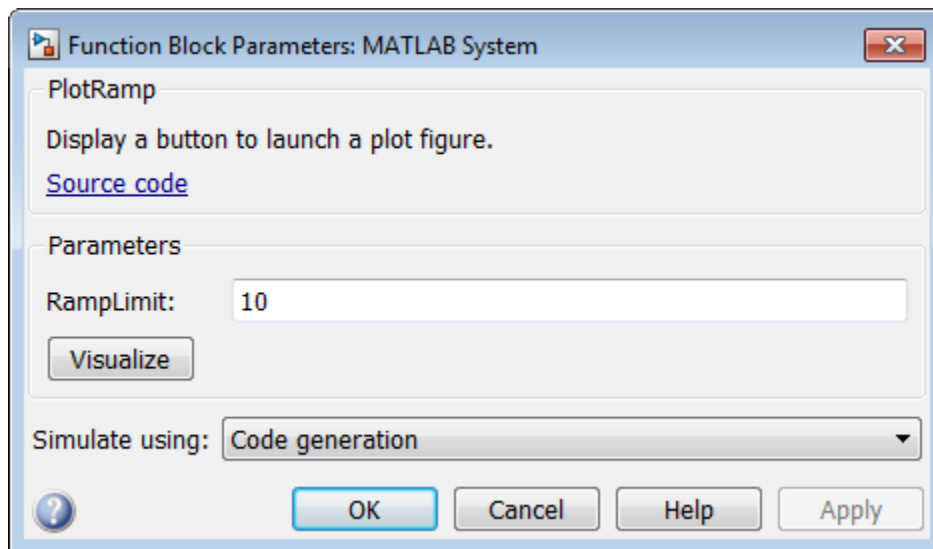 Function Block Parameters: MATLAB System
PlotRamp
Display a button to launch a plot figure.
Source code
Parameters
RampLimit: 10
Visualize
Simulate using: Code generation
? OK Cancel Help Apply